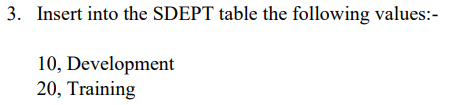 3. Insert into the SDEPT table the following values:-
10, Development
20, Training